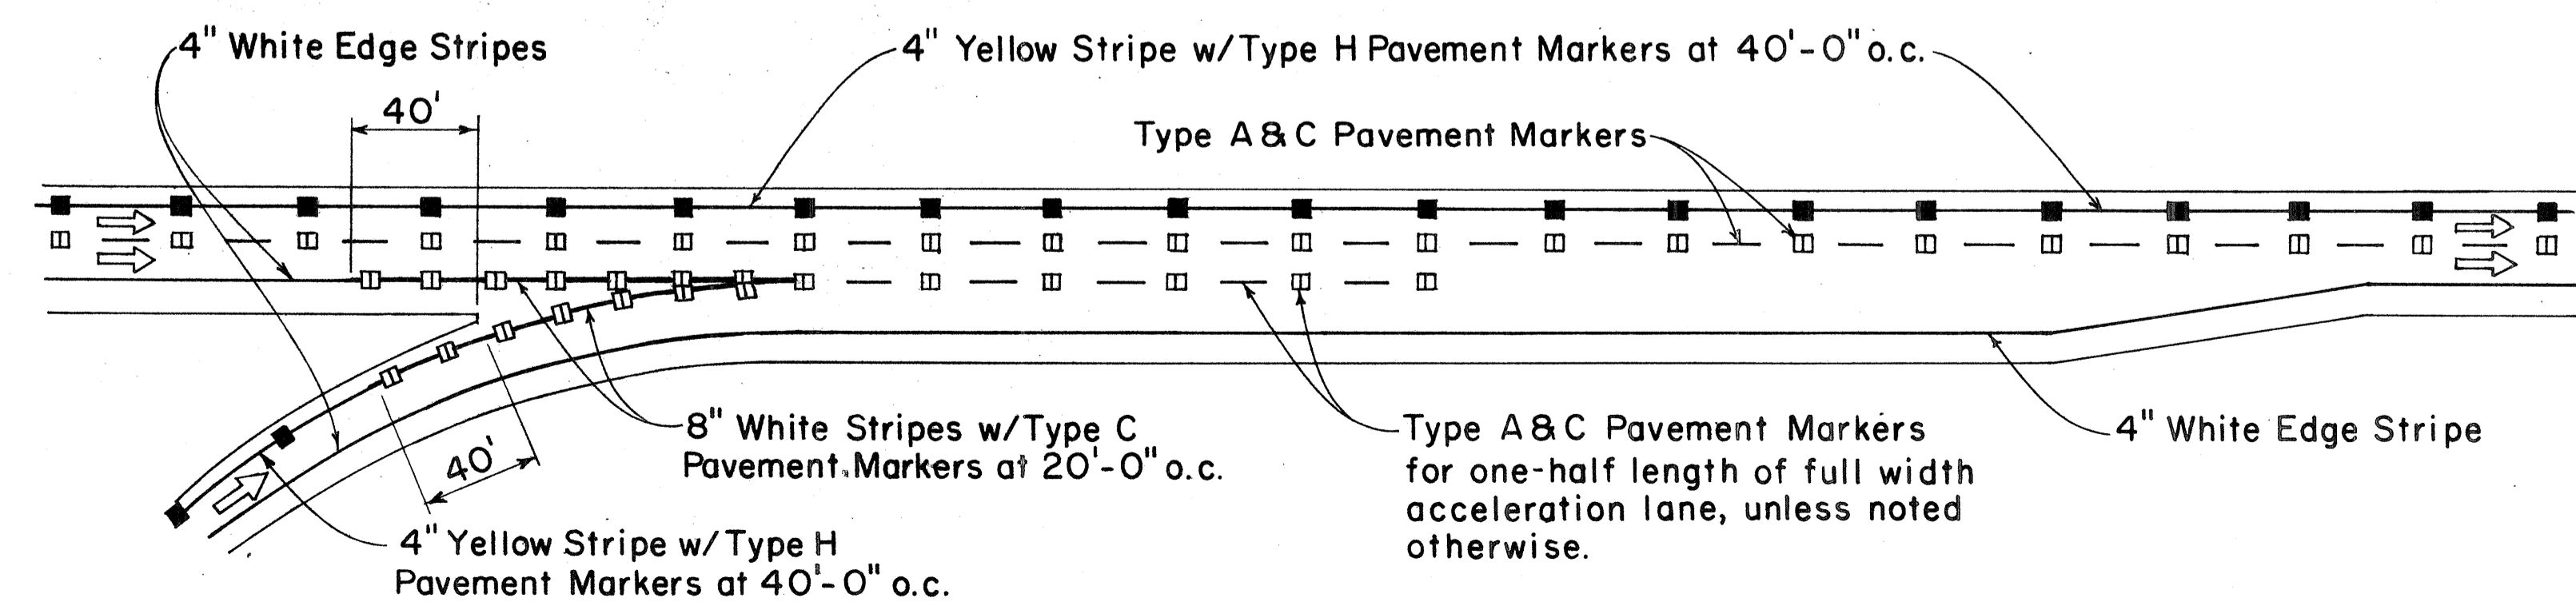 4" White Edge Stripes
4" Yellow Stripe w/Type H Pavement Markers at 40'-0" o.c.
40'
Type A & C Pavement Markers
8" White Stripes w/Type C
Pavement Markers at 20'-0" o.c.
40'
4" Yellow Stripe w/Type H
Pavement Markers at 40'-0" o.c.
Type A & C Pavement Markers
for one-half length of full width
acceleration lane, unless noted
otherwise.
4" White Edge Stripe